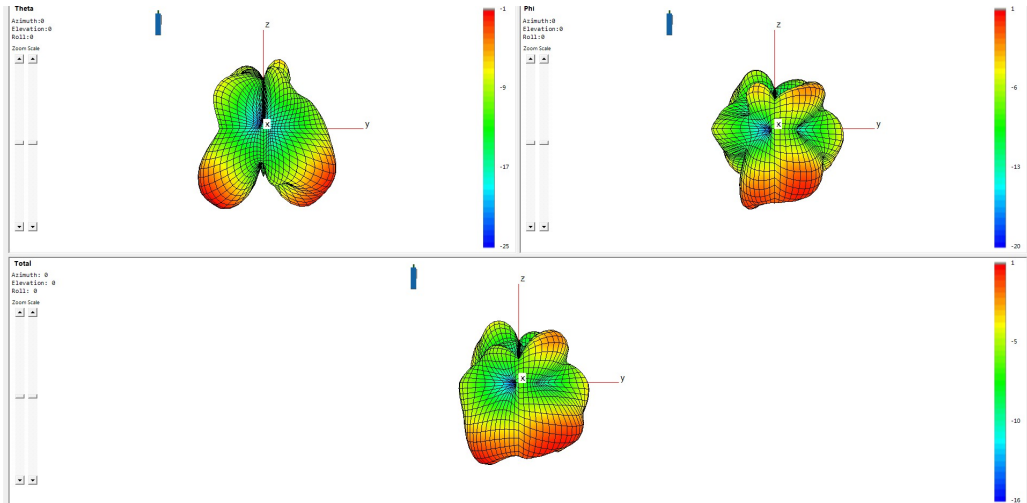 Theta
Azimuth:0
Elevation:0
Roll:0
Zoom Scale
z
x
y
-1
-9
-17
-25
Phi
Azimuth:0
Elevation:0
Roll:0
Zoom Scale
z
x
y
1
-6
-13
-20
Total
Azimuth: 0
Elevation: 0
Roll: 0
Zoom Scale
z
x
y
1
-5
-10
-16